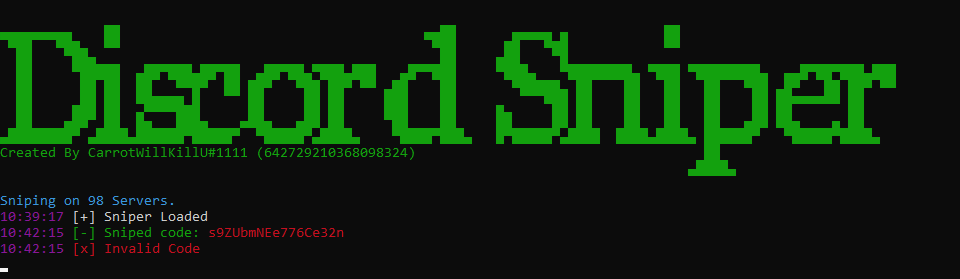 Discord Sniper
Created By CarrotWillKillU#1111 (642729210368098324)
Sniping on 98 Servers.
10:39:17 [+] Sniper Loaded
10:42:15 [-] Sniped code: s9ZUbmNEe776Ce32n
10:42:15 [x] Invalid Code